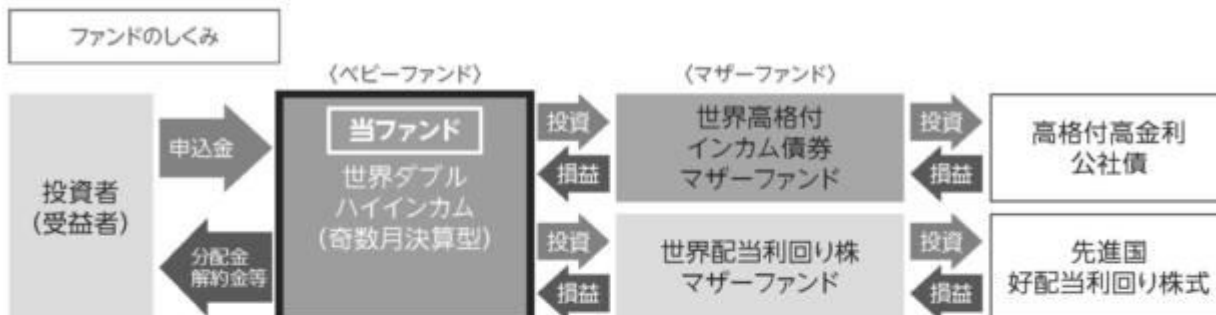 ファンドのしくみ
〈ベビーファンド〉
〈マザーファンド〉
投資者
(受益者)
申込金
分配金
解約金等
当ファンド
世界ダブル
ハイインカム
(奇数月決算型)
投資
損益
投資
損益
世界高格付
インカム債券
マザーファンド
世界配当利回り株
マザーファンド
投資
損益
投資
損益
高格付高金利
公社債
先進国
好配当利回り株式